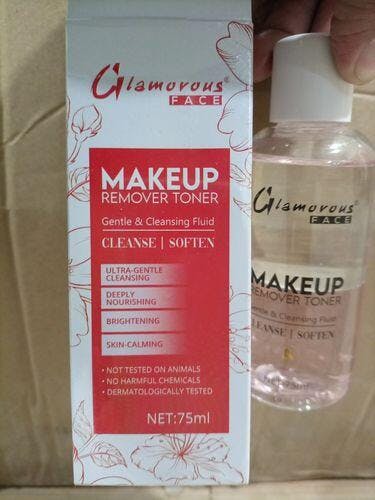 Glamorous®
FACE
MAKEUP
REMOVER TONER
Gentle & Cleansing Fluid
CLEANSE | SOFTEN
ULTRA-GENTLE
CLEANSING
DEEPLY
NOURISHING
BRIGHTENING
SKIN-CALMING
• NOT TESTED ON ANIMALS
• NO HARMFUL CHEMICALS
• DERMATOLOGICALLY TESTED
NET:75ml
Glamorous®
FACE
MAKEUP
REMOVER TONER
Gentle & Cleansing Fluid
CLEANSE | SOFTEN